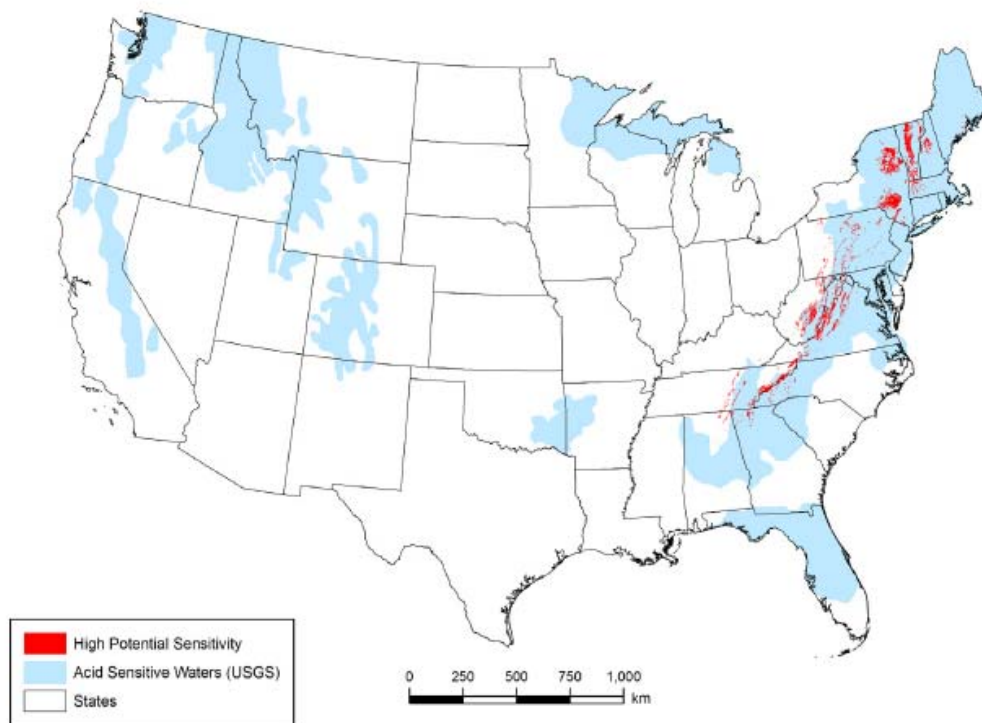 High Potential Sensitivity
Acid Sensitive Waters (USGS)
States
0 250 500 750 1,000
km